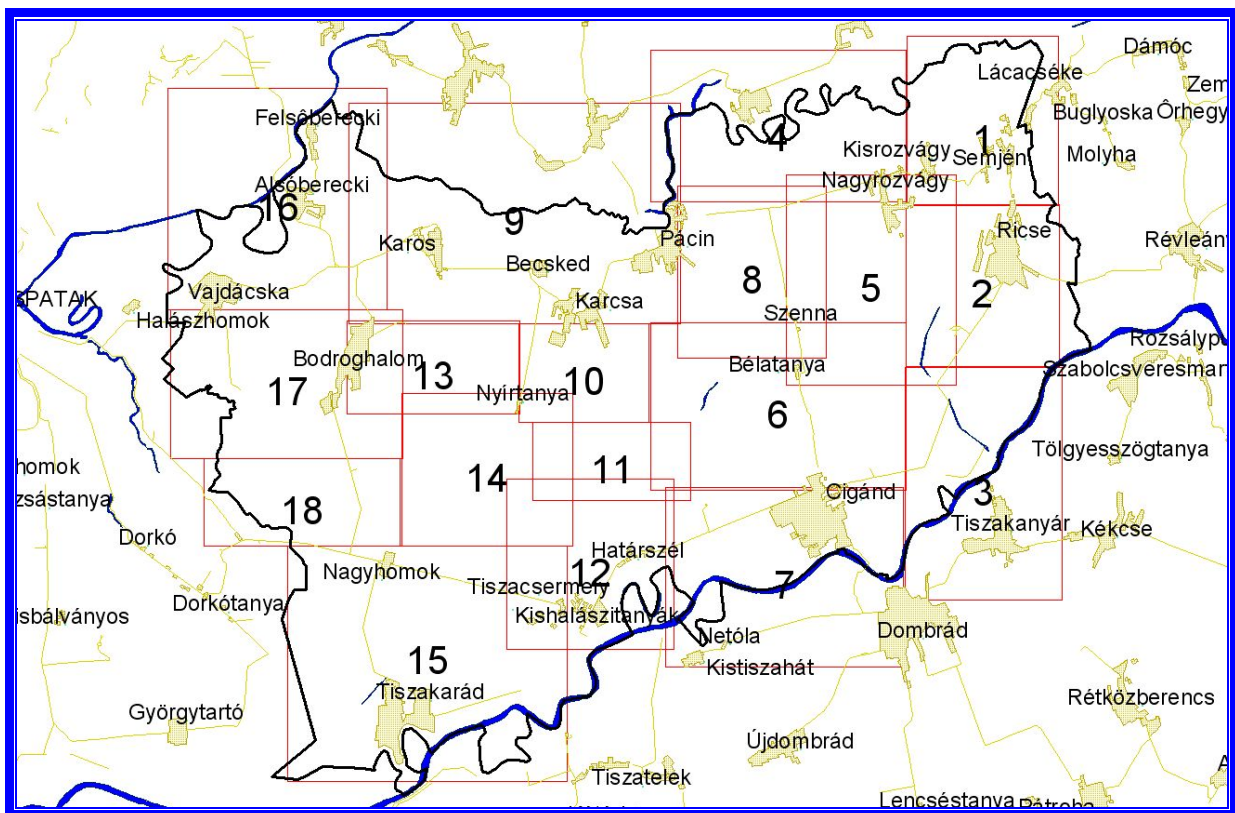 Dámóc
Lácacséke
Zem
Felsőberecki
Buglyoska
Őrhegy
4
1
Kisrozvágy
Semjén
Molyha
Alsóberecki
Nagyrozvágy
16
9
Karos
Pácin
Ricse
Révleán
Becsked
8
5
2
Vajdácska
Karcsa
SPATAK
Halászhomok
Szenna
Rozsályp
Bodroghalom
13
10
Bélatanya
Szabolcsveresmar
17
Nyírtanya
6
Tölgyesszögtanya
homok
14
11
Cigánd
3
zsástanya
18
Tiszakanyár
Kékcse
Dorkó
Határszél
Nagyhomok
12
Tiszacsermely
7
Dorkótanya
isbálványos
Kishalászitanyák
Netóla
Dombrád
15
Kistiszahát
Tiszakarád
Rétközberencs
Györgytartó
Újdombrád
Tiszatelek
Lencséstanya
Pátroha